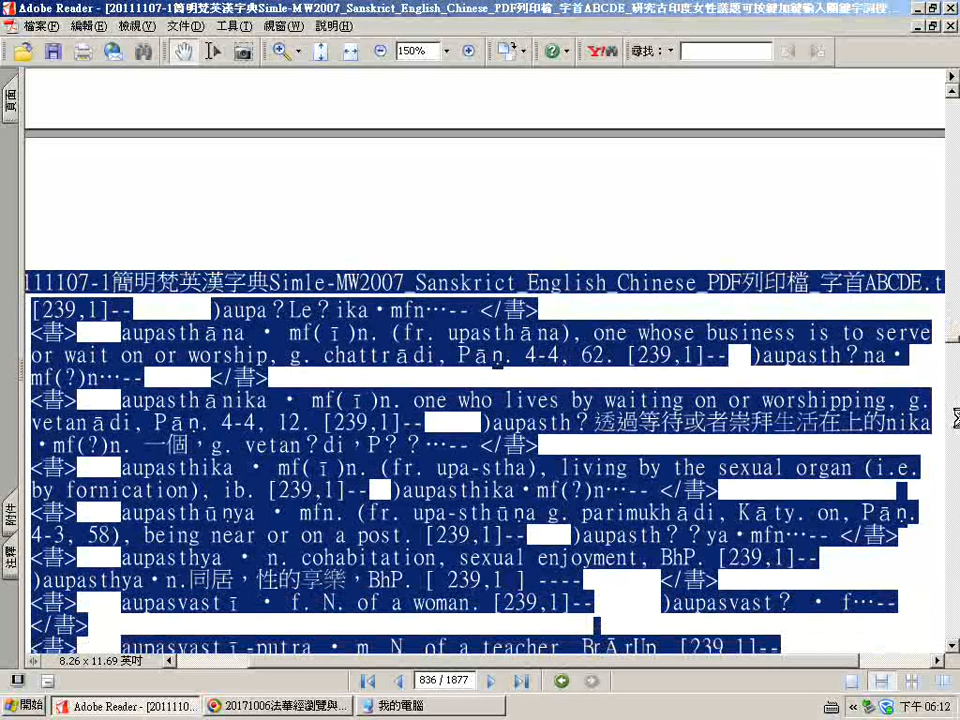 Adobe Reader - [20111107-1簡明梵英漢字典Simle-MW2007_Sanskrict_English_Chinese_PDF列印檔_字首ABCDE_研究古印度女性議題可按鍵加鍵輸入關鍵字詞搜
檔案(F) 編輯(E) 檢視(V) 文件(D) 工具(T) 視窗(W) 說明(H)
150% 尋找:
頁面
111107-1簡明梵英漢字典Simle-MW2007_Sanskrict_English_Chinese_PDF列印檔_字首ABCDE.t
[239,1]-- )aupa?Le?ika‧mfn…-- </書>
<書> aupasthāna ‧ mf(ī)n. (fr. upasthāna), one whose business is to serve
or wait on or worship, g. chattrādi, Pāṇ. 4-4, 62. [239,1]-- )aupasth?na‧
mf(?)n…-- </書>
<書> aupasthānika ‧ mf(ī)n. one who lives by waiting on or worshipping, g.
vetanādi, Pāṇ. 4-4, 12. [239,1]-- )aupasth?透過等待或者崇拜生活在上的nika
‧mf(?)n. 一個，g. vetan?di，P??…-- </書>
<書> aupasthika ‧ mf(ī)n. (fr. upa-stha), living by the sexual organ (i.e.
by fornication), ib. [239,1]-- )aupasthika‧mf(?)n…-- </書>
<書> aupasthūṇya ‧ mfn. (fr. upa-sthūṇa g. parimukhādi, Kāty. on, Pāṇ.
4-3, 58), being near or on a post. [239,1]-- )aupasth??ya‧mfn…-- </書>
<書> aupasthya ‧ n. cohabitation, sexual enjoyment, BhP. [239,1]--
)aupasthya‧n.同居，性的享樂，BhP. [ 239,1 ] ---- </書>
<書> aupasvastī ‧ f. N. of a woman. [239,1]-- )aupasvast? ‧ f…--
</書>
<書> aupasvastī-putra ‧ m. N. of a teacher BrĀrUp. [239,1]--
附件
注釋
8.26 x 11.69 英吋
836 / 1877
開始 Adobe Reader - [2011110... 20171006法華經瀏覽與... 我的電腦 下午 06:12